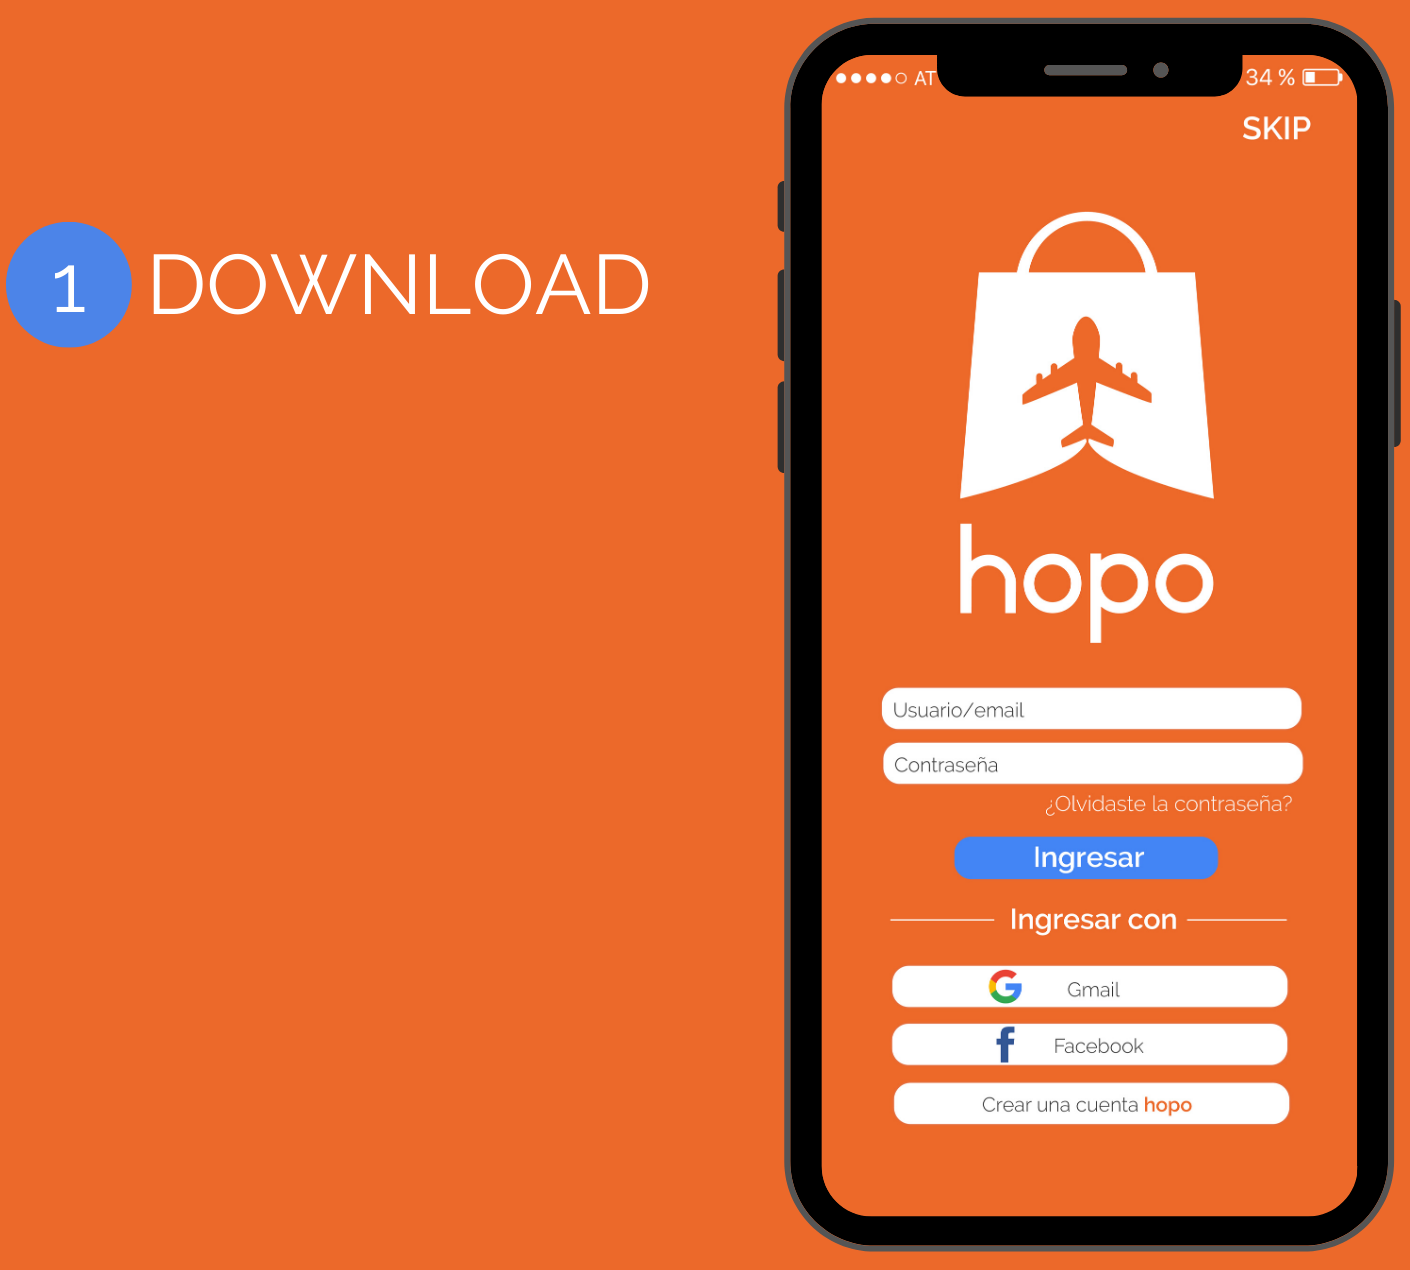 1 DOWNLOAD
AT
34 %
SKIP
hopo
Usuario/email
Contraseña
¿Olvidaste la contraseña?
Ingresar
Ingresar con
Gmail
Facebook
Crear una cuenta hopo